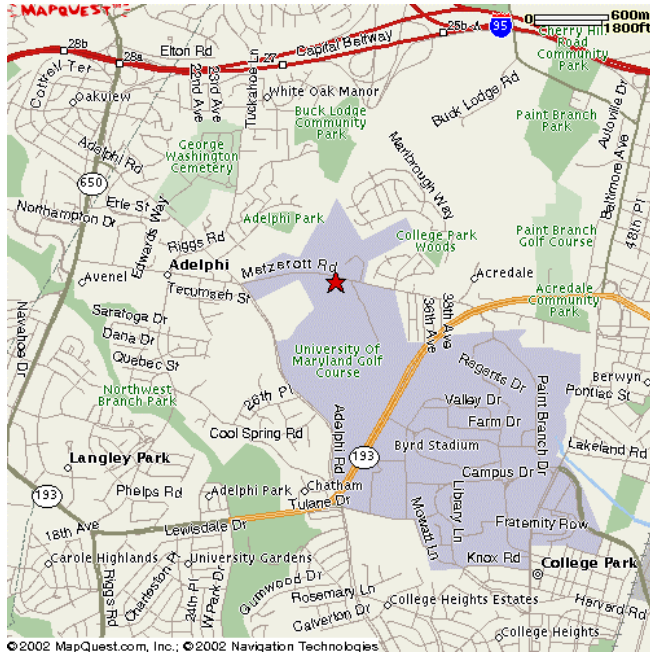 MAPQUEST
28b
28a
Elton Rd
27
Capital Beltway
25b-A
95
0
600m
1800ft
Cherry Hill
Road
Community
Park
Cottrell Ter
Oakview
22nd Ave
23rd Ave
Tuckahoe Ln
White Oak Manor
Buck Lodge
Community
Park
Buck Lodge Rd
Paint Branch
Park
Autoville Dr
Baltimore Ave
48th Pl
Adelphi Rd
George
Washington
Cemetery
Marlbrough Way
650
Erle St
Northampton Dr
Edwards Way
Riggs Rd
Adelphi Park
College Park
Woods
Paint Branch
Golf Course
Adelphi
Metzerott Rd
Avenel
Tecumseh St
Acredale
Acredale
Community
Park
Navahoe Dr
Saratoga Dr
Dana Dr
Quebec St
36th Ave
38th Ave
University Of
Maryland Golf
Course
Regents Dr
Paint Branch Dr
Berwyn
Pontiac St
Northwest
Branch Park
26th Pl
Valley Dr
Farm Dr
Cool Spring Rd
Adelphi Rd
Byrd Stadium
Lakeland Rd
Langley Park
193
Campus Dr
193
Phelps Rd
Adelphi Park
Chatham
Tulane Dr
Mowatt Ln
Library Ln
Fraternity Row
18th Ave
Lewisdale Dr
Knox Rd
College Park
Carole Highlands
University Gardens
Riggs Rd
Charleston Pl
24th Pl
W Park Dr
Gumwood Dr
Rosemary Ln
Calverton Dr
College Heights Estates
Harvard Rd
College Heights
©2002 MapQuest.com, Inc.; ©2002 Navigation Technologies